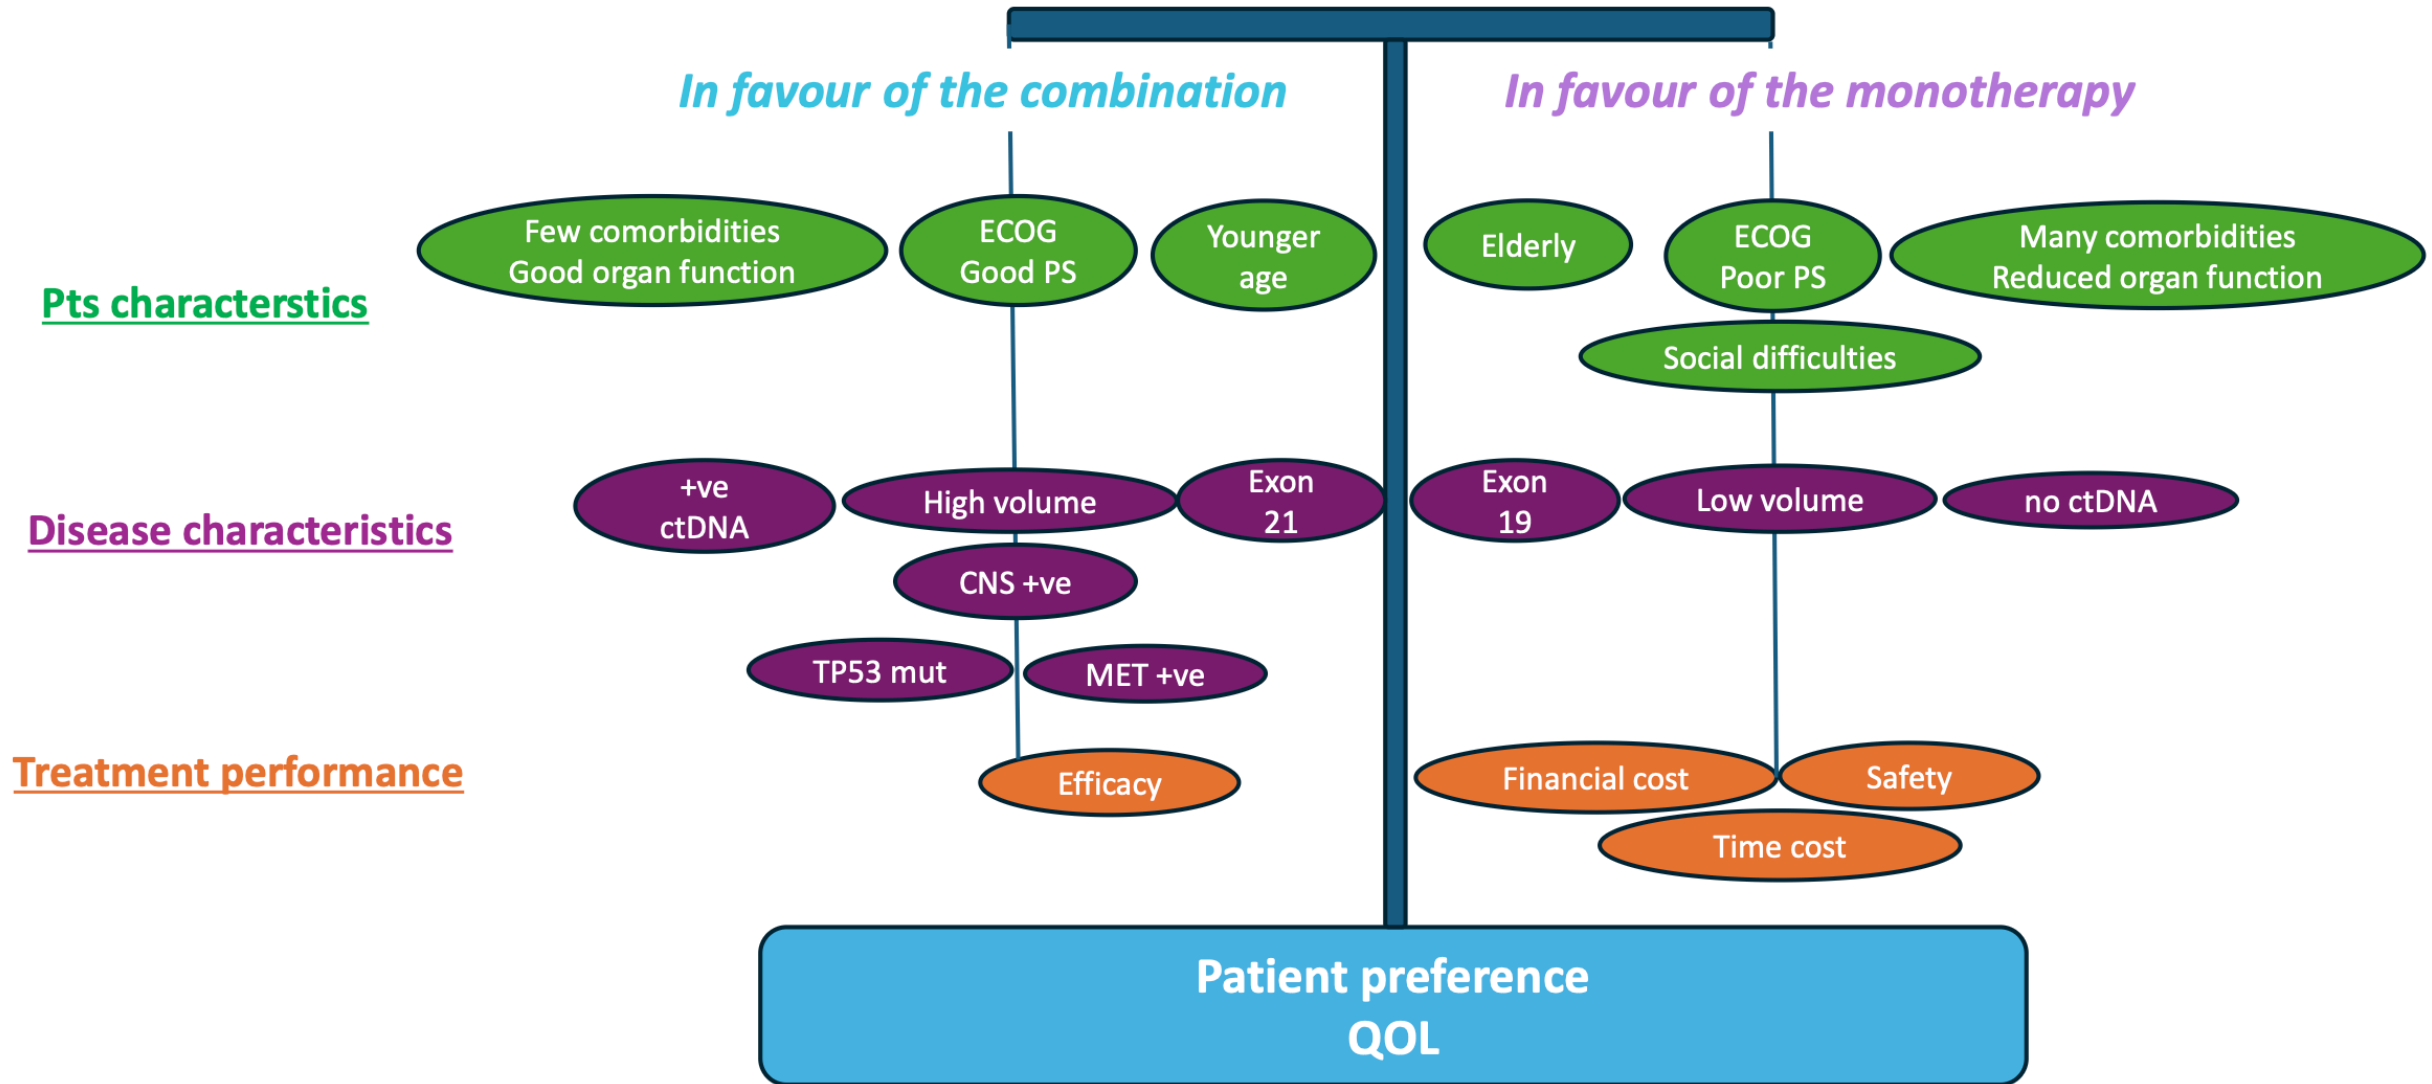 In favour of the combination
In favour of the monotherapy
Pts characterstics
Few comorbidities
Good organ function
ECOG
Good PS
Younger
age
Elderly
ECOG
Poor PS
Many comorbidities
Reduced organ function
Social difficulties
Disease characteristics
+ve
ctDNA
High volume
Exon
21
Exon
19
Low volume
no ctDNA
CNS +ve
TP53 mut
MET +ve
Treatment performance
Efficacy
Financial cost
Safety
Time cost
Patient preference
QOL